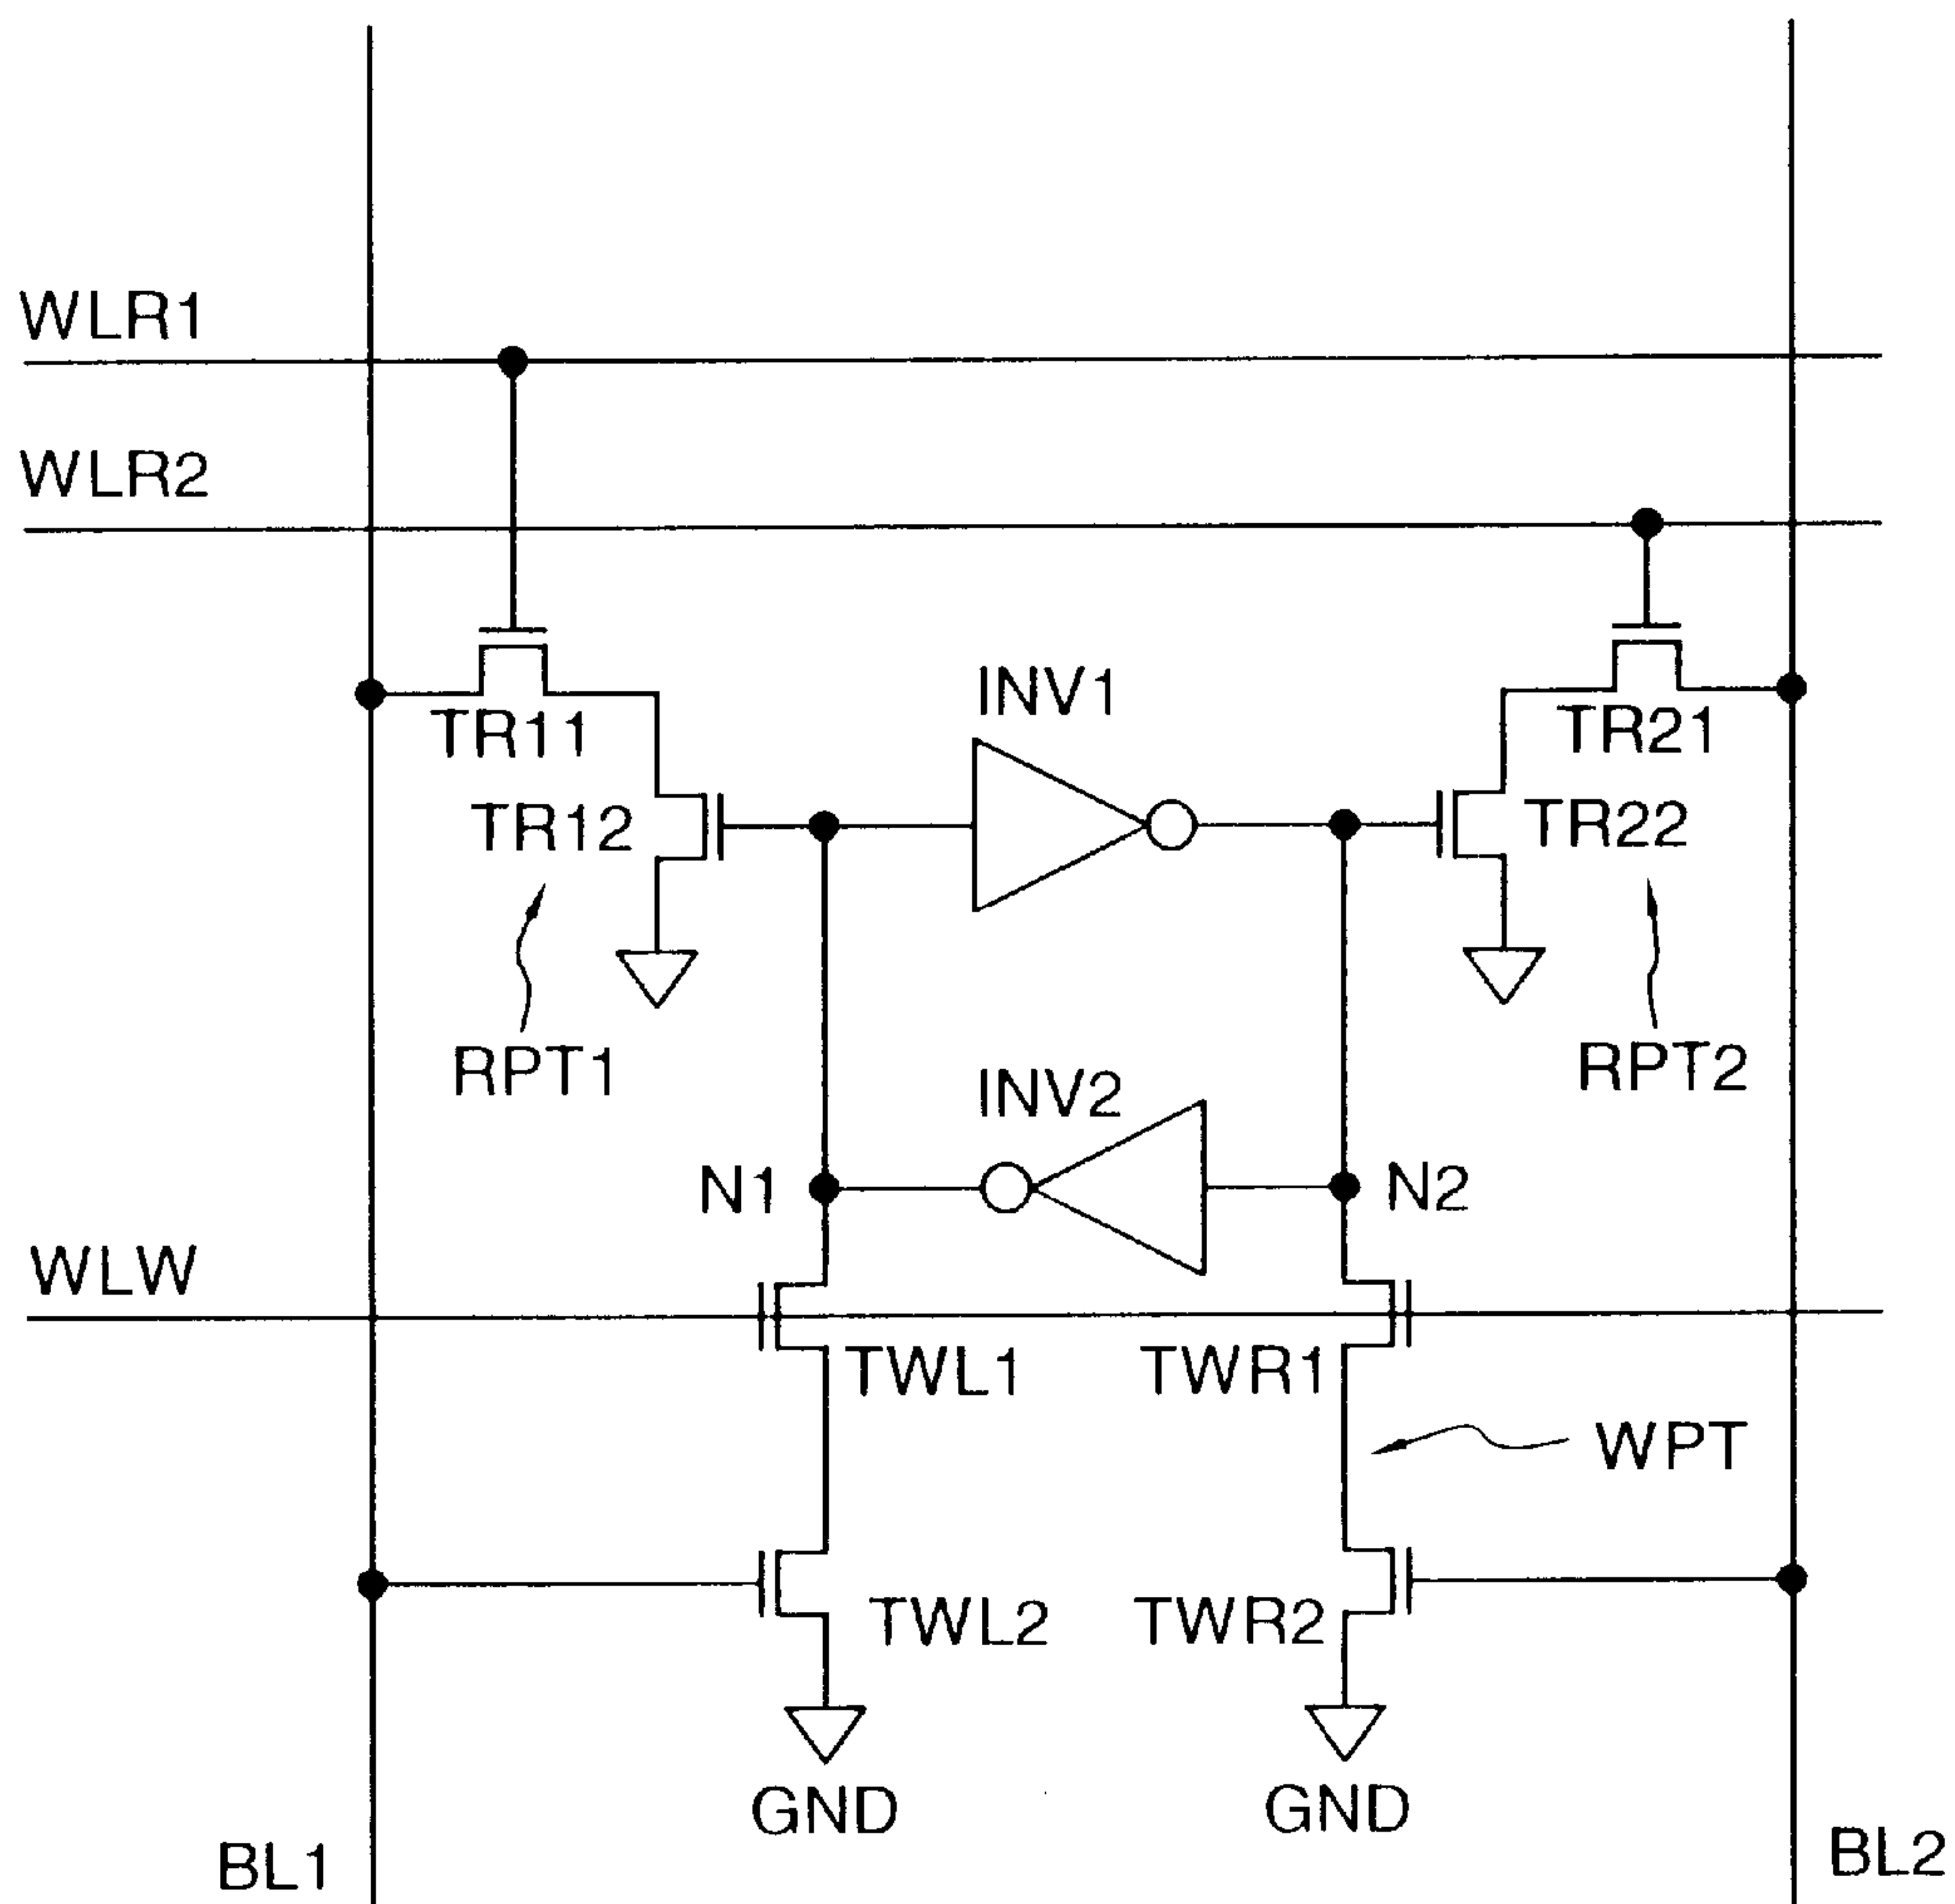 WLR1
WLR2
INV1
TR11
TR21
TR12
TR22
RPT1
RPT2
INV2
N1
N2
WLW
TWL1
TWR1
WPT
TWL2
TWR2
GND
GND
BL1
BL2